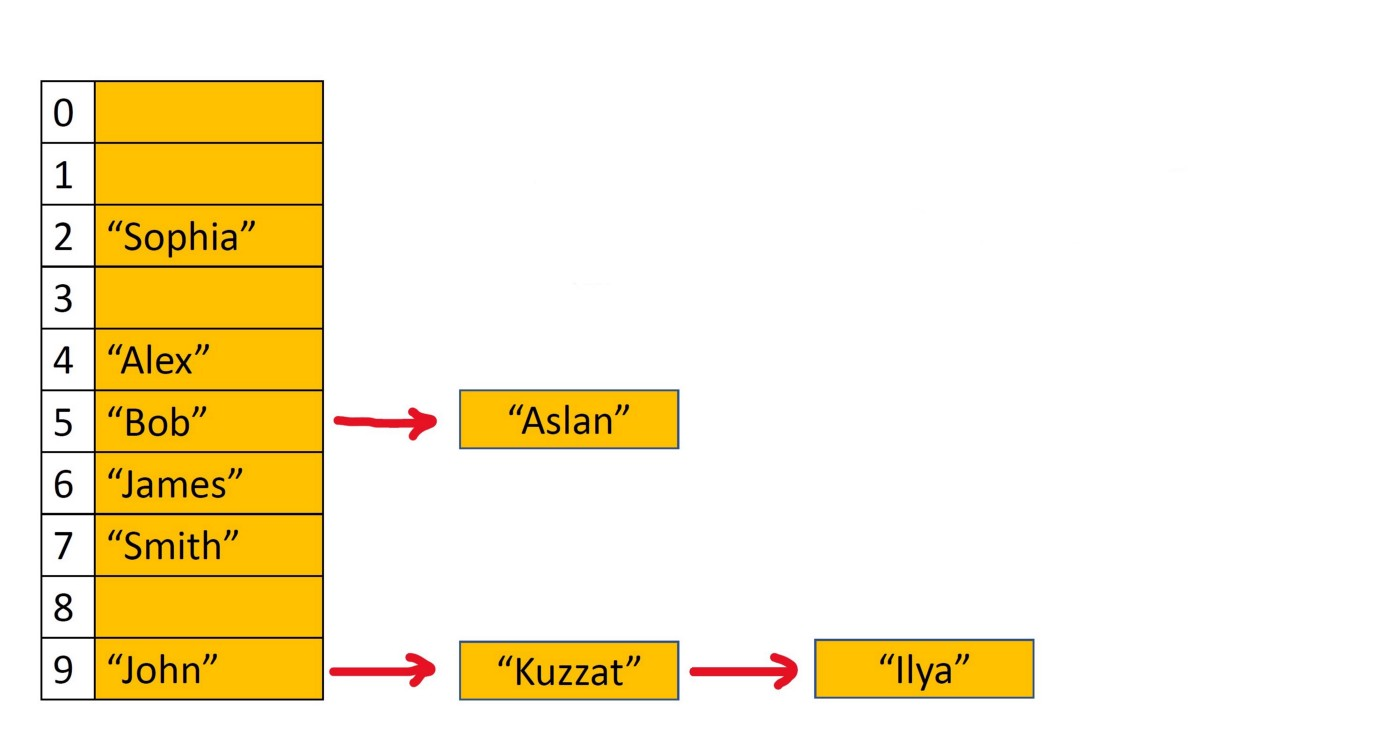 0
1
2 “Sophia”
3
4 “Alex”
5 “Bob” “Aslan”
6 “James”
7 “Smith”
8
9 “John” “Kuzzat” “Ilya”